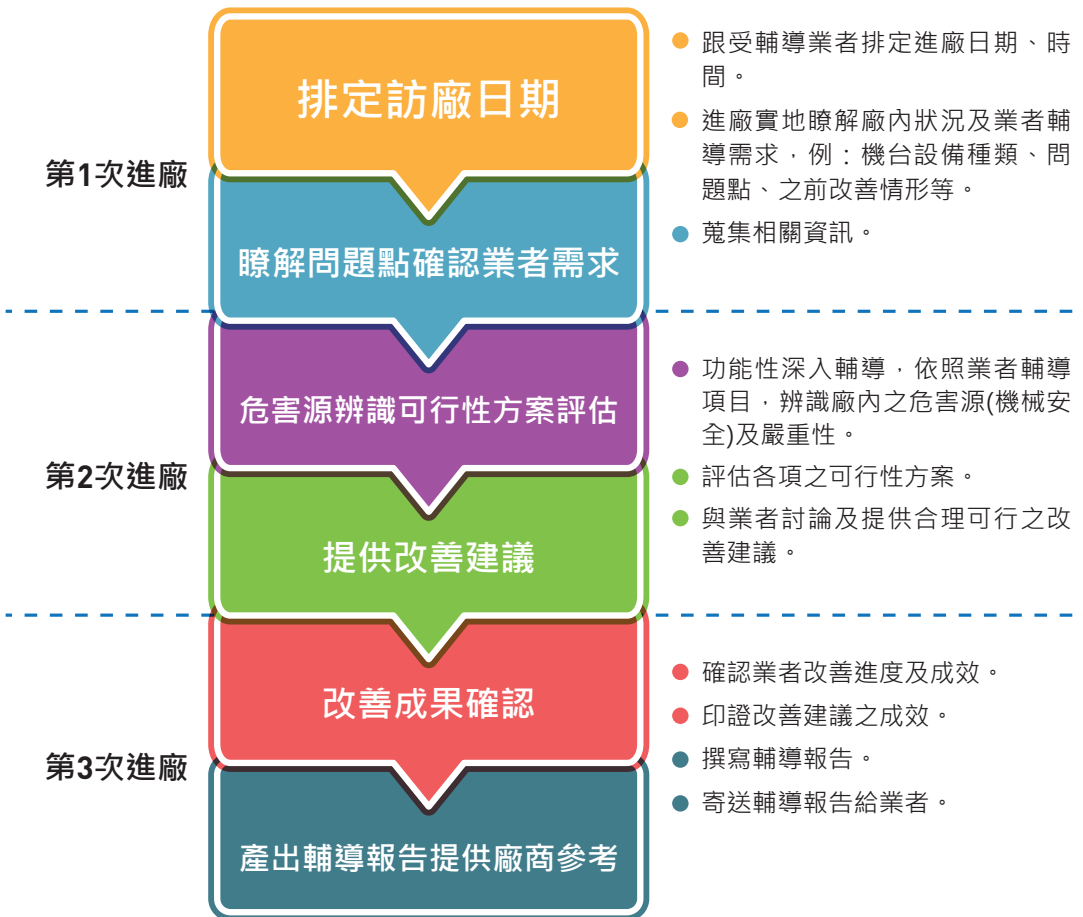 第1次進廠
排定訪廠日期
瞭解問題點確認業者需求
● 跟受輔導業者排定進廠日期、時
間。
● 進廠實地瞭解廠內狀況及業者輔
導需求，例：機台設備種類、問
題點、之前改善情形等。
● 蒐集相關資訊。
第2次進廠
危害源辨識可行性方案評估
提供改善建議
● 功能性深入輔導，依照業者輔導
項目，辨識廠內之危害源(機械安
全)及嚴重性。
● 評估各項之可行性方案。
● 與業者討論及提供合理可行之改
善建議。
第3次進廠
改善成果確認
產出輔導報告提供廠商參考
● 確認業者改善進度及成效。
● 印證改善建議之成效。
● 撰寫輔導報告。
● 寄送輔導報告給業者。